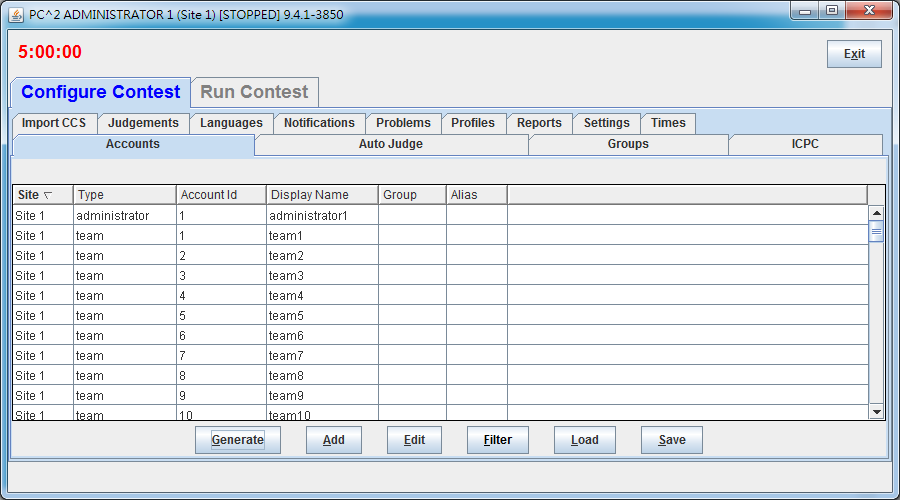 PC^2 ADMINISTRATOR 1 (Site 1) [STOPPED] 9.4.1-3850
5:00:00
Exit
Configure Contest Run Contest
Import CCS Judgements Languages Notifications Problems Profiles Reports Settings Times
Accounts Auto Judge Groups ICPC
Site Type Account Id Display Name Group Alias
Site 1 administrator 1 administrator1
Site 1 team 1 team1
Site 1 team 2 team2
Site 1 team 3 team3
Site 1 team 4 team4
Site 1 team 5 team5
Site 1 team 6 team6
Site 1 team 7 team7
Site 1 team 8 team8
Site 1 team 9 team9
Site 1 team 10 team10
Generate Add Edit Filter Load Save